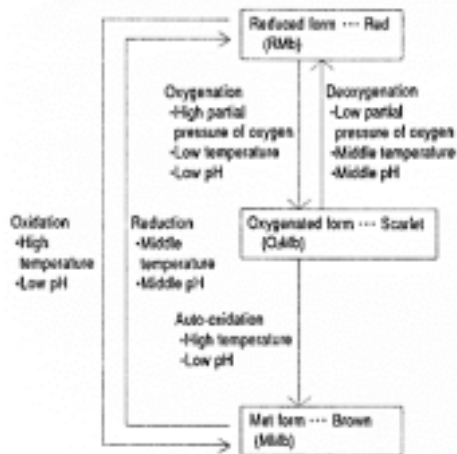 Reduced form ··· Red
(RMb)
Oxygenation
•High partial
pressure of oxygen
•Low temperature
•Low pH
Deoxygenation
•Low partial
pressure of oxygen
•Middle temperature
•Middle pH
Oxidation
•High
temperature
•Low pH
Reduction
•Middle
temperature
•Middle pH
Oxygenated form ··· Scarlet
(O₂Mb)
Auto-oxidation
•High temperature
•Low pH
Met form ··· Brown
(MMb)